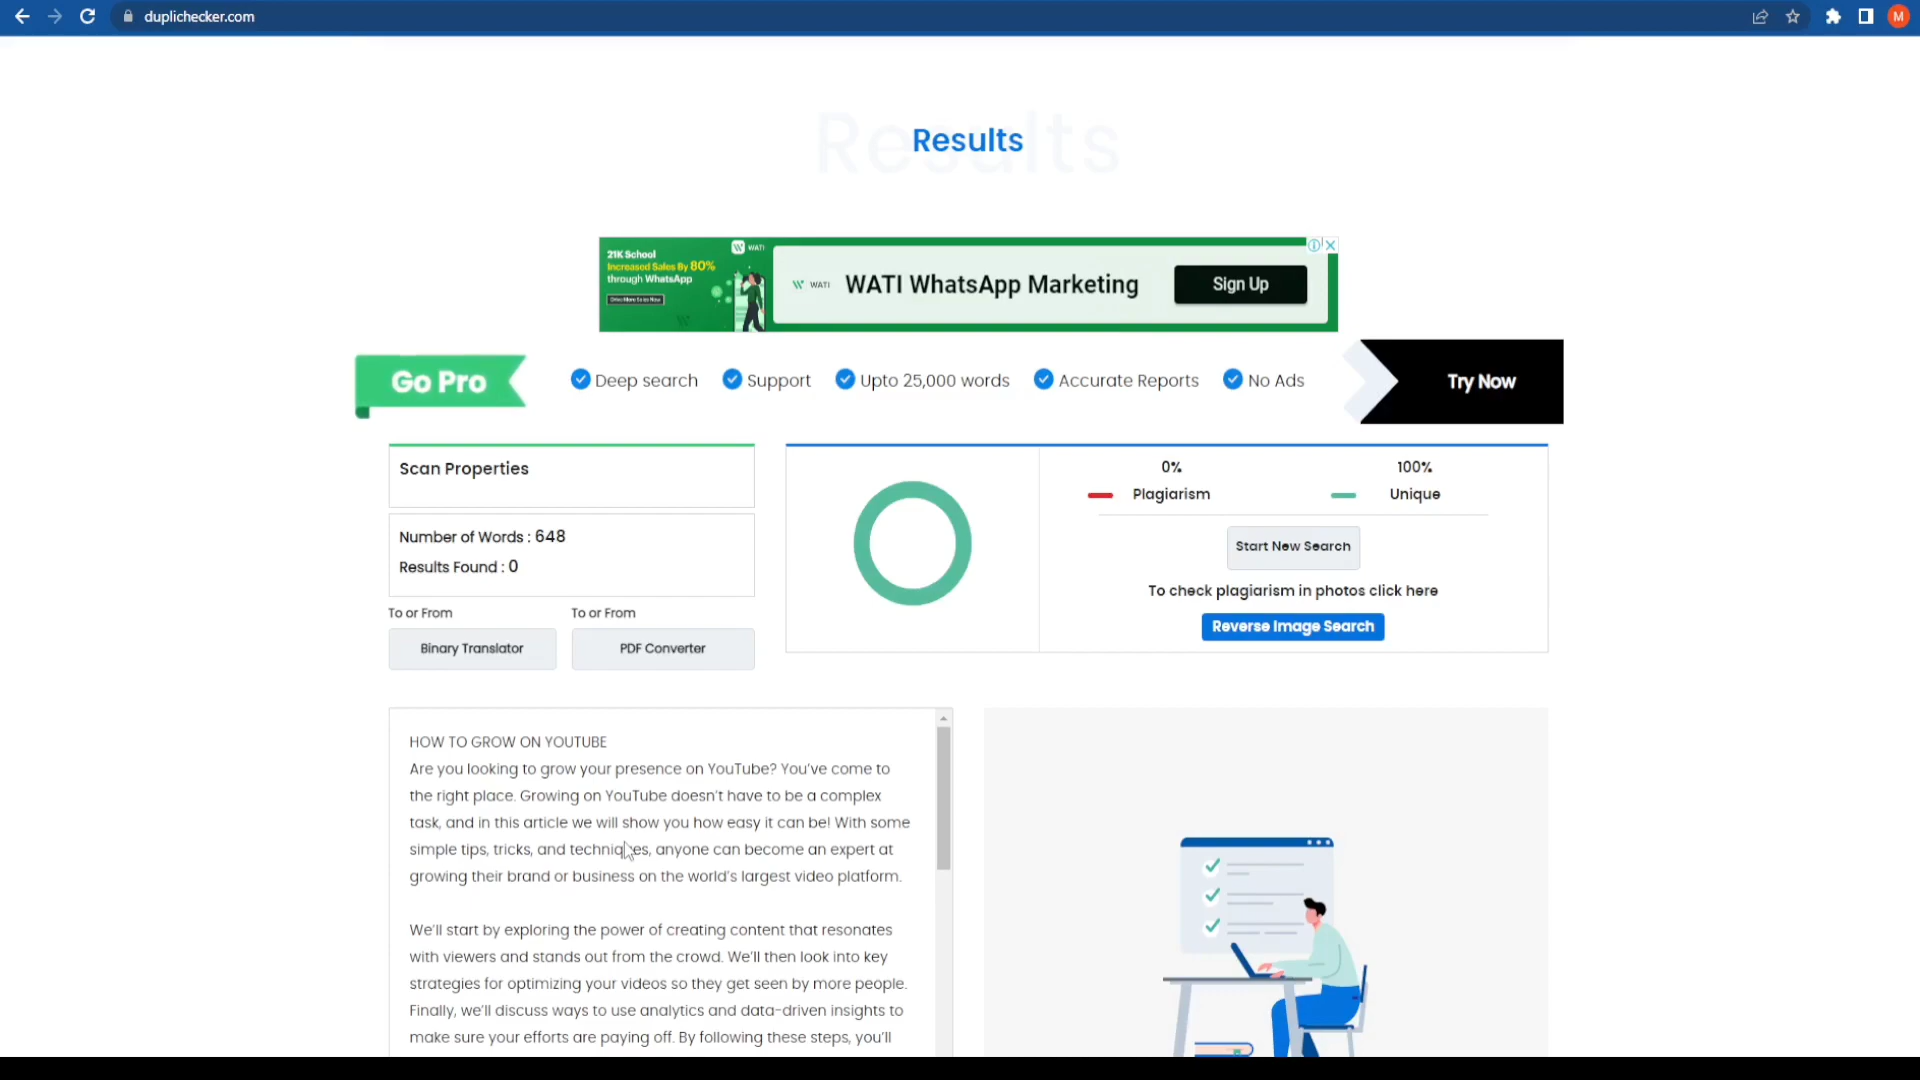 duplichecker.com
M
Results
Results
21K School
Increased Sales By 80%
through WhatsApp
Drive More Sales Now
WATI
WATI
WATI WhatsApp Marketing
Sign Up
Go Pro
Deep search
Support
Upto 25,000 words
Accurate Reports
No Ads
Try Now
Scan Properties
Number of Words : 648
Results Found : 0
To or From
To or From
Binary Translator
PDF Converter
0%
Plagiarism
100%
Unique
Start New Search
To check plagiarism in photos click here
Reverse Image Search
HOW TO GROW ON YOUTUBE
Are you looking to grow your presence on YouTube? You've come to
the right place. Growing on YouTube doesn't have to be a complex
task, and in this article we will show you how easy it can be! With some
simple tips, tricks, and techniques, anyone can become an expert at
growing their brand or business on the world's largest video platform.
We'll start by exploring the power of creating content that resonates
with viewers and stands out from the crowd. We'll then look into key
strategies for optimizing your videos so they get seen by more people.
Finally, we'll discuss ways to use analytics and data-driven insights to
make sure your efforts are paying off. By following these steps, you'll